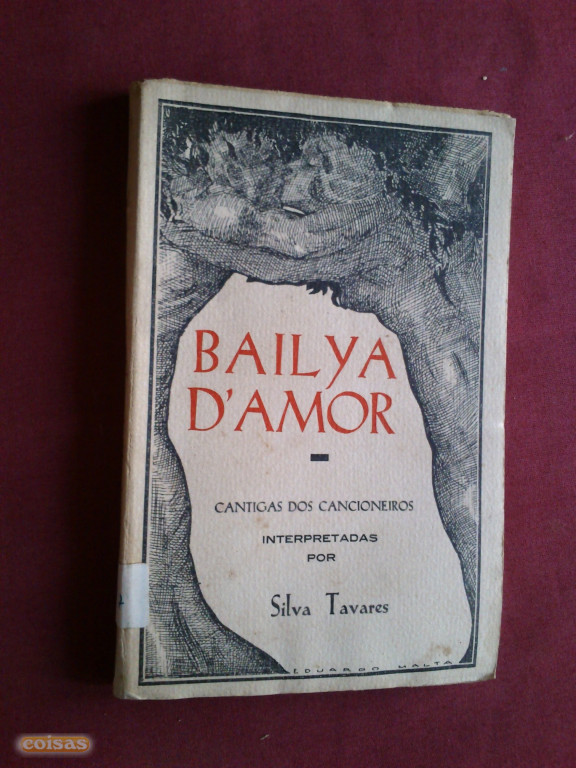 BAILYA
D'AMOR
CANTIGAS DOS CANCIONEIROS
INTERPRETADAS
POR
Silva Tavares
EDUARDO MALTA
coisas